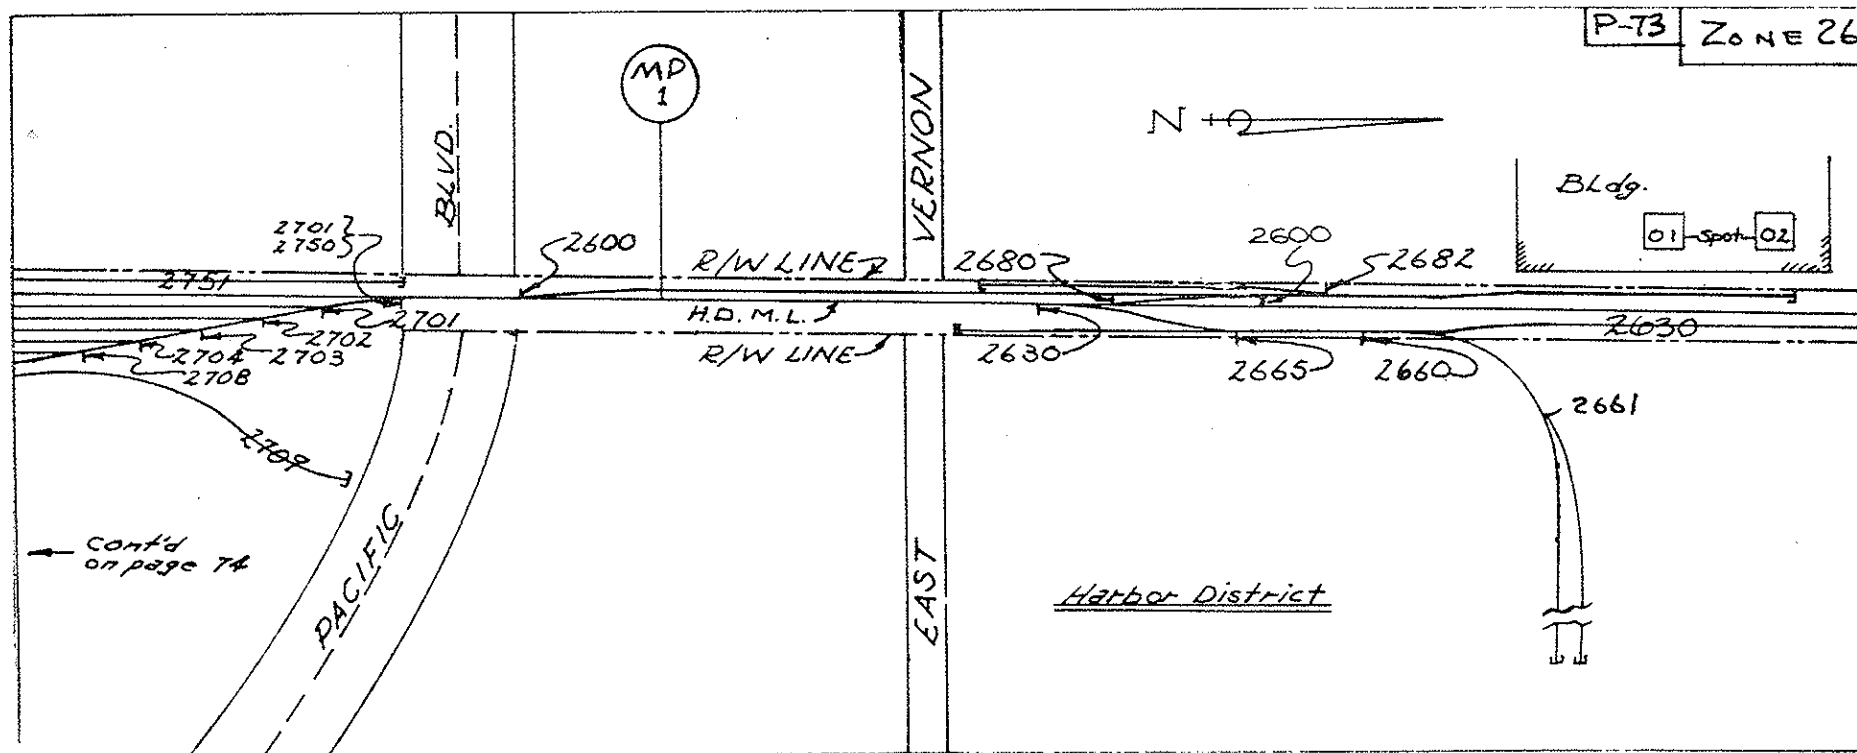 P-73 ZONE 26
MP
1
N
BLVD.
VERNON
BLdg.
01 Spot 02
2701
2750
2600
R/W LINE
2680
2600
2682
2751
2701
H.D.M.L.
2630
2702
2703
2704
2708
R/W LINE
2630
2665
2660
2661
2709
cont'd
on page 74
PACIFIC
EAST
Harbor District